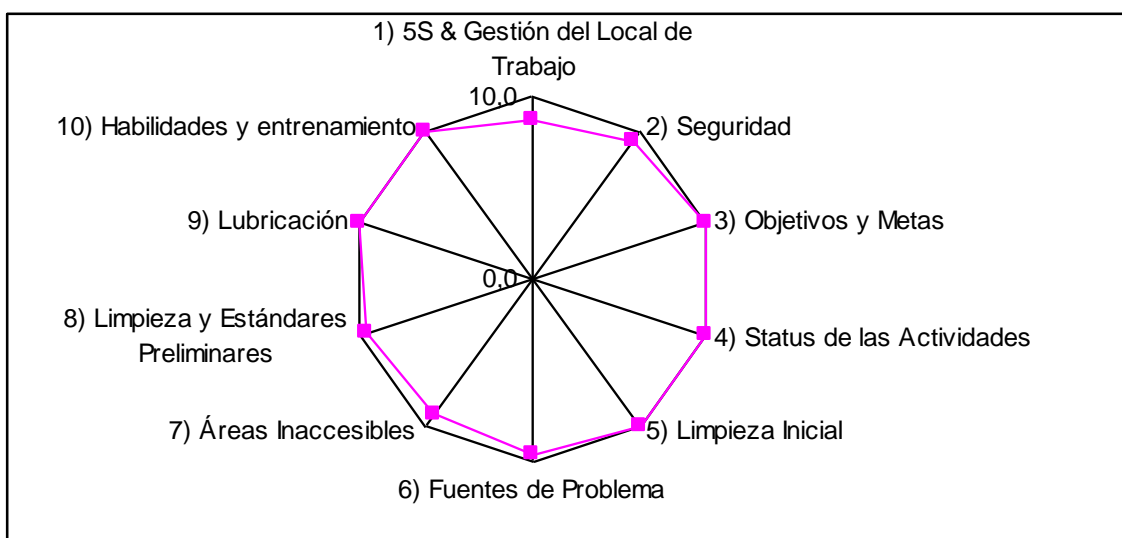 1) 5S & Gestión del Local de
Trabajo
10,0
10) Habilidades y entrenamiento
2) Seguridad
9) Lubricación
3) Objetivos y Metas
0,0
8) Limpieza y Estándares
Preliminares
4) Status de las Actividades
7) Áreas Inaccesibles
5) Limpieza Inicial
6) Fuentes de Problema